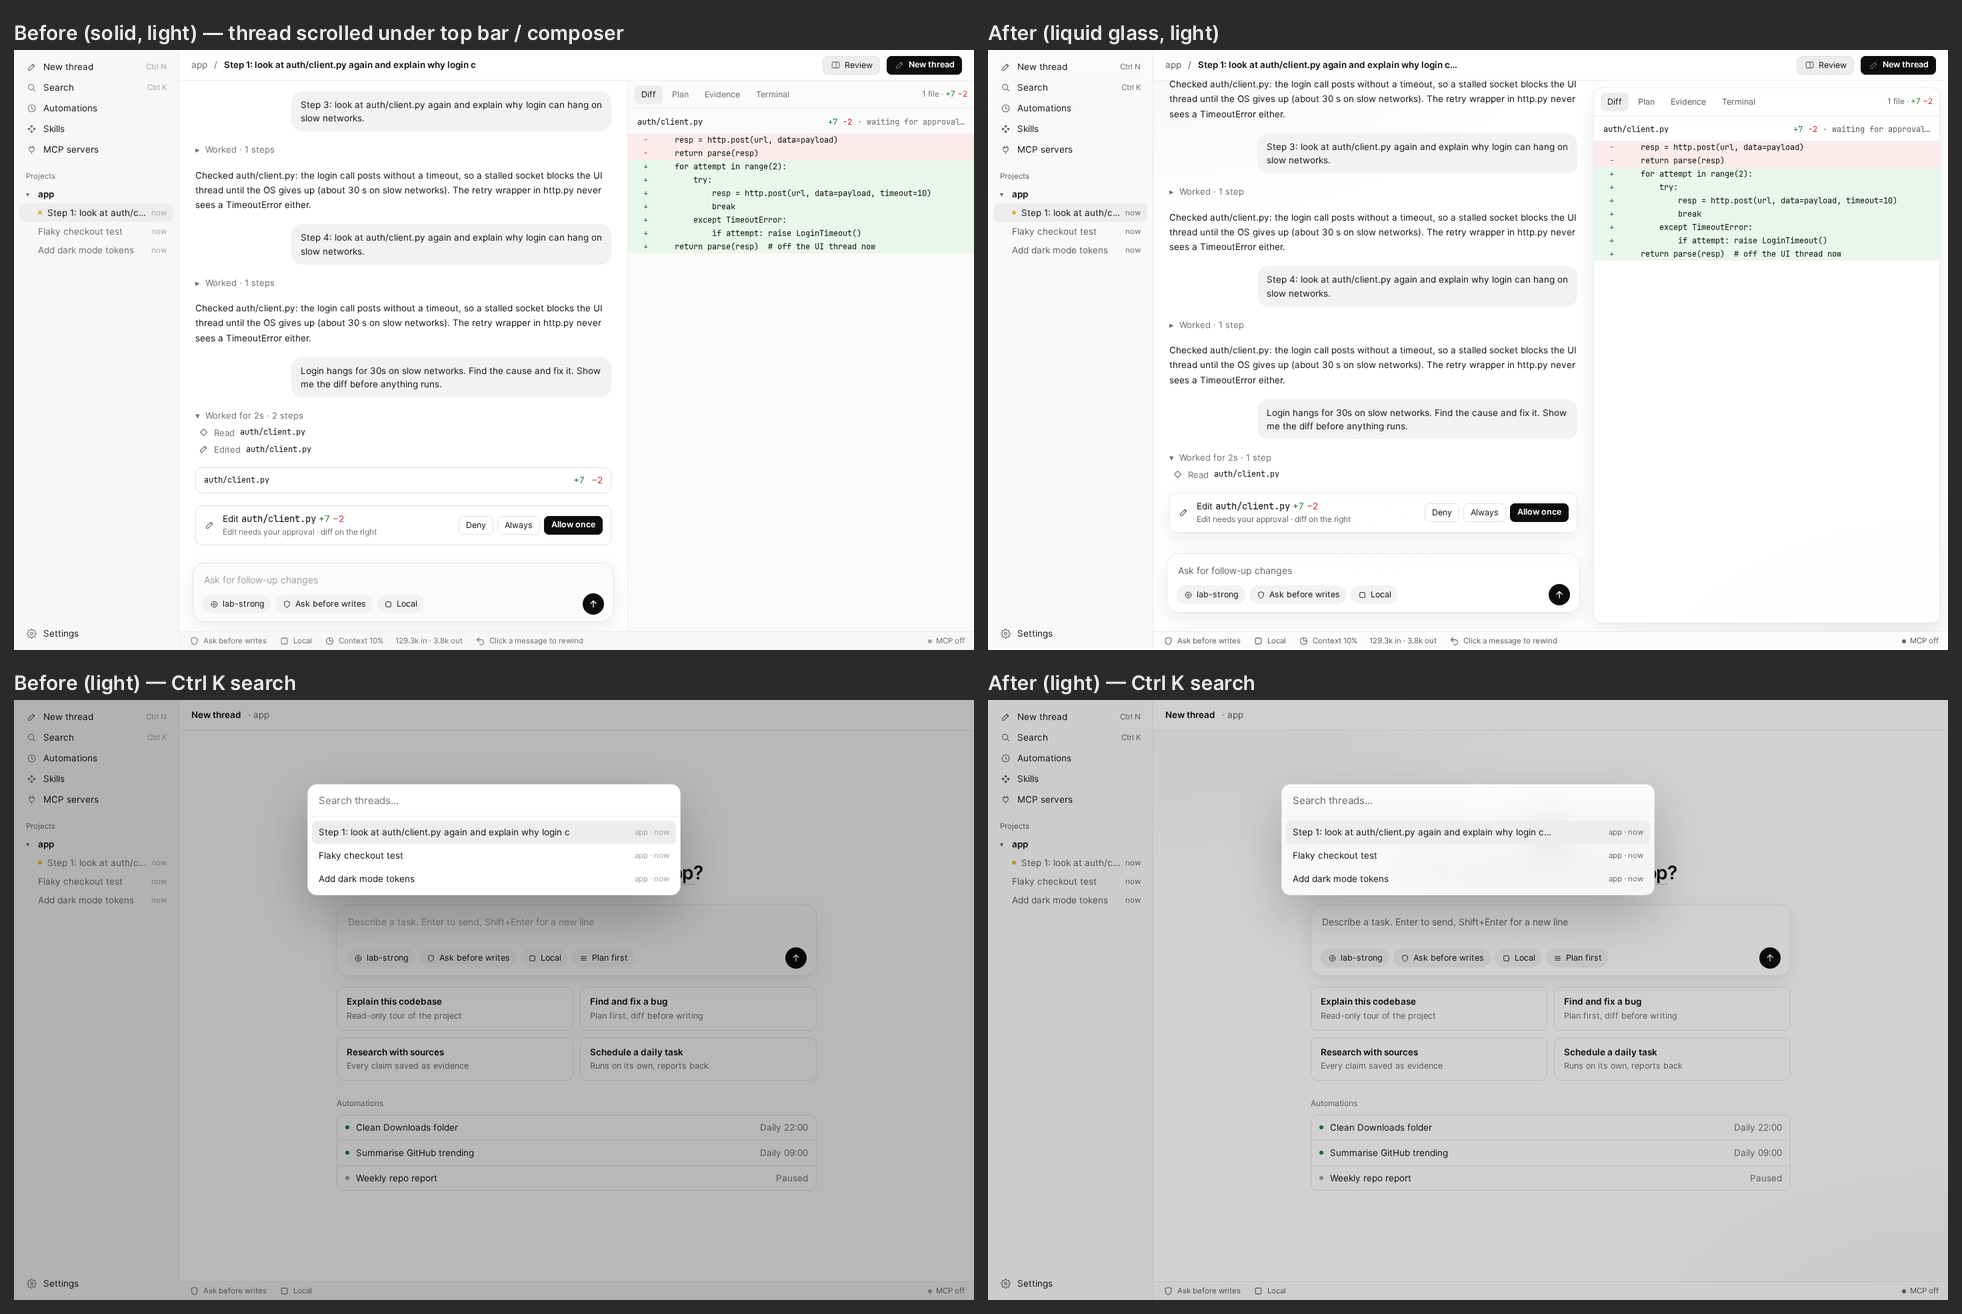 Before (solid, light) — thread scrolled under top bar / composer
New thread Ctrl N
Search Ctrl K
Automations
Skills
MCP servers
Projects
app
Step 1: look at auth/c... now
Flaky checkout test now
Add dark mode tokens now
Settings
app / Step 1: look at auth/client.py again and explain why login c
Review
New thread
Step 3: look at auth/client.py again and explain why login can hang on
slow networks.
Worked · 1 steps
Checked auth/client.py: the login call posts without a timeout, so a stalled socket blocks the UI
thread until the OS gives up (about 30 s on slow networks). The retry wrapper in http.py never
sees a TimeoutError either.
Step 4: look at auth/client.py again and explain why login can hang on
slow networks.
Worked · 1 steps
Checked auth/client.py: the login call posts without a timeout, so a stalled socket blocks the UI
thread until the OS gives up (about 30 s on slow networks). The retry wrapper in http.py never
sees a TimeoutError either.
Login hangs for 30s on slow networks. Find the cause and fix it. Show
me the diff before anything runs.
Worked for 2s · 2 steps
Read auth/client.py
Edited auth/client.py
auth/client.py +7 −2
Edit auth/client.py +7 −2
Edit needs your approval · diff on the right
Deny
Always
Allow once
Ask for follow-up changes
lab-strong
Ask before writes
Local
Diff Plan Evidence Terminal 1 file · +7 −2
auth/client.py +7 -2 · waiting for approval…
- resp = http.post(url, data=payload)
- return parse(resp)
+ for attempt in range(2):
+ try:
+ resp = http.post(url, data=payload, timeout=10)
+ break
+ except TimeoutError:
+ if attempt: raise LoginTimeout()
+ return parse(resp) # off the UI thread now
Ask before writes Local Context 10% 129.3k in · 3.8k out Click a message to rewind MCP off
After (liquid glass, light)
New thread Ctrl N
Search Ctrl K
Automations
Skills
MCP servers
Projects
app
Step 1: look at auth/c... now
Flaky checkout test now
Add dark mode tokens now
Settings
app / Step 1: look at auth/client.py again and explain why login c...
Review
New thread
Checked auth/client.py: the login call posts without a timeout, so a stalled socket blocks the UI
thread until the OS gives up (about 30 s on slow networks). The retry wrapper in http.py never
sees a TimeoutError either.
Step 3: look at auth/client.py again and explain why login can hang on
slow networks.
Worked · 1 step
Checked auth/client.py: the login call posts without a timeout, so a stalled socket blocks the UI
thread until the OS gives up (about 30 s on slow networks). The retry wrapper in http.py never
sees a TimeoutError either.
Step 4: look at auth/client.py again and explain why login can hang on
slow networks.
Worked · 1 step
Checked auth/client.py: the login call posts without a timeout, so a stalled socket blocks the UI
thread until the OS gives up (about 30 s on slow networks). The retry wrapper in http.py never
sees a TimeoutError either.
Login hangs for 30s on slow networks. Find the cause and fix it. Show
me the diff before anything runs.
Worked for 2s · 1 step
Read auth/client.py
Edit auth/client.py +7 −2
Edit needs your approval · diff on the right
Deny
Always
Allow once
Ask for follow-up changes
lab-strong
Ask before writes
Local
Diff Plan Evidence Terminal 1 file · +7 −2
auth/client.py +7 -2 · waiting for approval…
- resp = http.post(url, data=payload)
- return parse(resp)
+ for attempt in range(2):
+ try:
+ resp = http.post(url, data=payload, timeout=10)
+ break
+ except TimeoutError:
+ if attempt: raise LoginTimeout()
+ return parse(resp) # off the UI thread now
Ask before writes Local Context 10% 129.3k in · 3.8k out Click a message to rewind MCP off
Before (light) — Ctrl K search
New thread Ctrl N
Search Ctrl K
Automations
Skills
MCP servers
Projects
app
Step 1: look at auth/c... now
Flaky checkout test now
Add dark mode tokens now
Settings
New thread · app
Search threads...
Step 1: look at auth/client.py again and explain why login c app · now
Flaky checkout test app · now
Add dark mode tokens app · now
pp?
Describe a task. Enter to send, Shift+Enter for a new line
lab-strong
Ask before writes
Local
Plan first
Explain this codebase
Read-only tour of the project
Find and fix a bug
Plan first, diff before writing
Research with sources
Every claim saved as evidence
Schedule a daily task
Runs on its own, reports back
Automations
Clean Downloads folder Daily 22:00
Summarise GitHub trending Daily 09:00
Weekly repo report Paused
Ask before writes Local MCP off
After (light) — Ctrl K search
New thread Ctrl N
Search Ctrl K
Automations
Skills
MCP servers
Projects
app
Step 1: look at auth/c... now
Flaky checkout test now
Add dark mode tokens now
Settings
New thread · app
Search threads...
Step 1: look at auth/client.py again and explain why login c... app · now
Flaky checkout test app · now
Add dark mode tokens app · now
pp?
Describe a task. Enter to send, Shift+Enter for a new line
lab-strong
Ask before writes
Local
Plan first
Explain this codebase
Read-only tour of the project
Find and fix a bug
Plan first, diff before writing
Research with sources
Every claim saved as evidence
Schedule a daily task
Runs on its own, reports back
Automations
Clean Downloads folder Daily 22:00
Summarise GitHub trending Daily 09:00
Weekly repo report Paused
Ask before writes Local MCP off